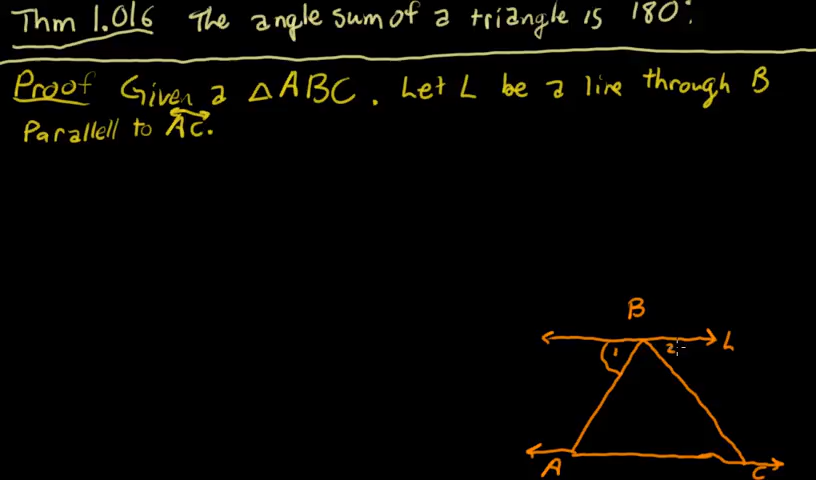 Thm 1.016 The angle sum of a triangle is 180°.
Proof Given a △ABC. Let L be a line through B
Parallell to AC.
B
L
1 2
A C